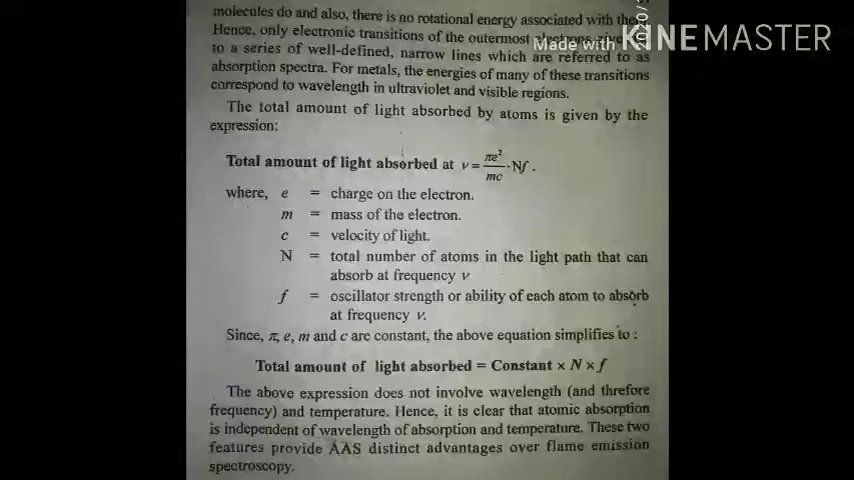 molecules do and also, there is no rotational energy associated with
Hence, only electronic transitions of the outermost
Made with KINEMASTER
to a series of well-defined, narrow lines which are referred to as
absorption spectra. For metals, the energies of many of these transitions
correspond to wavelength in ultraviolet and visible regions.
The total amount of light absorbed by atoms is given by the
expression:
Total amount of light absorbed at ν = πe²/mc · Nf .
where, e = charge on the electron.
m = mass of the electron.
c = velocity of light.
N = total number of atoms in the light path that can
absorb at frequency ν
f = oscillator strength or ability of each atom to absorb
at frequency ν.
Since, π, e, m and c are constant, the above equation simplifies to :
Total amount of light absorbed = Constant × N × f
The above expression does not involve wavelength (and threfore
frequency) and temperature. Hence, it is clear that atomic absorption
is independent of wavelength of absorption and temperature. These two
features provide AAS distinct advantages over flame emission
spectroscopy.